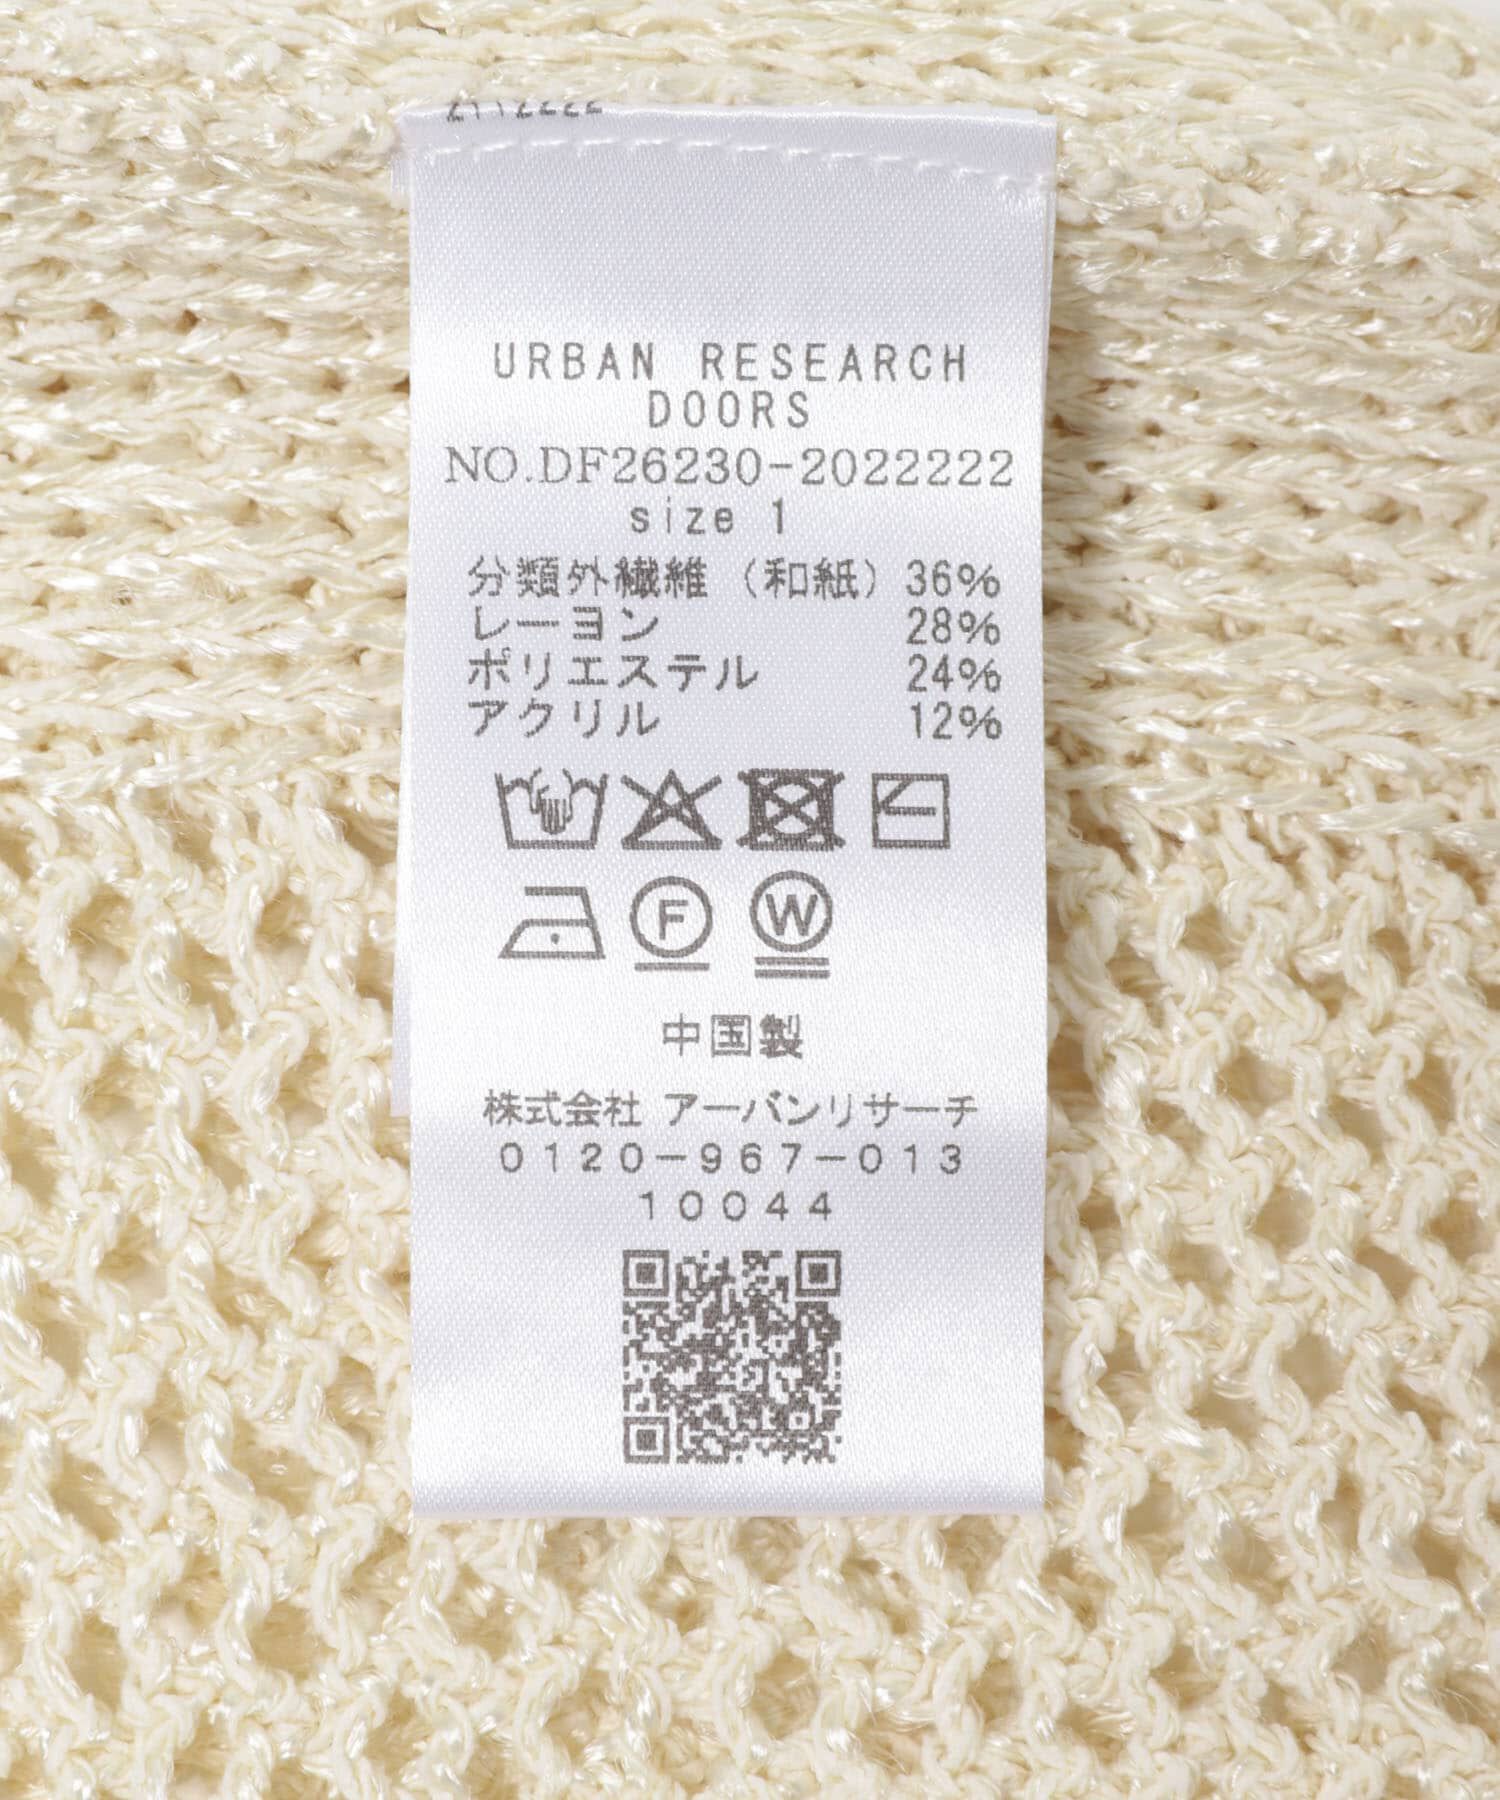 URBAN RESEARCH
DOORS
NO.DF26230-2022222
size 1
分類外繊維（和紙） 36%
レーヨン 28%
ポリエステル 24%
アクリル 12%
F W
中国製
株式会社 アーバンリサーチ
0120-967-013
10044